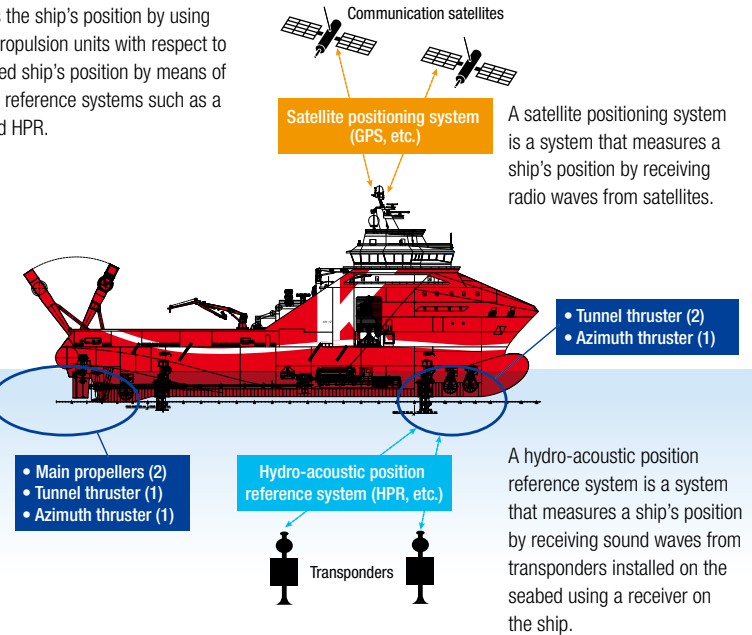 s the ship's position by using
ropulsion units with respect to
ed ship's position by means of
reference systems such as a
d HPR.
Communication satellites
Satellite positioning system
(GPS, etc.)
A satellite positioning system
is a system that measures a
ship's position by receiving
radio waves from satellites.
• Tunnel thruster (2)
• Azimuth thruster (1)
• Main propellers (2)
• Tunnel thruster (1)
• Azimuth thruster (1)
Hydro-acoustic position
reference system (HPR, etc.)
Transponders
A hydro-acoustic position
reference system is a system
that measures a ship's position
by receiving sound waves from
transponders installed on the
seabed using a receiver on
the ship.